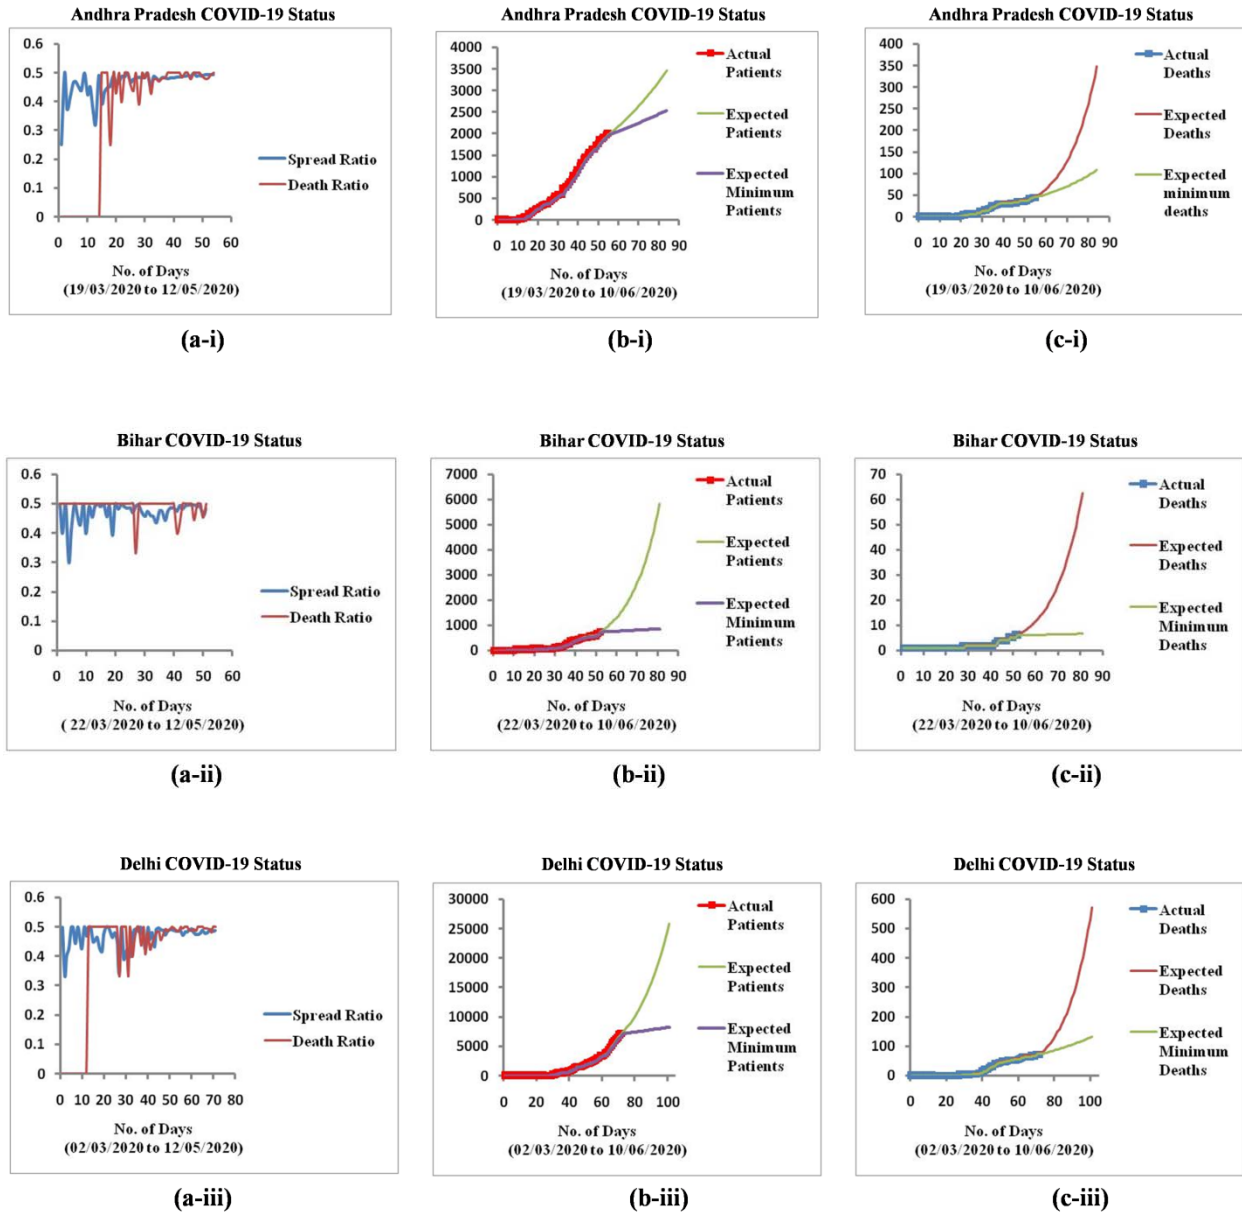 Andhra Pradesh COVID-19 Status
0.6
0.5
0.4
0.3
0.2
0.1
0
0 10 20 30 40 50 60
Spread Ratio
Death Ratio
No. of Days
(19/03/2020 to 12/05/2020)
(a-i)
Andhra Pradesh COVID-19 Status
4000
3500
3000
2500
2000
1500
1000
500
0
0 10 20 30 40 50 60 70 80 90
Actual
Patients
Expected
Patients
Expected
Minimum
Patients
No. of Days
(19/03/2020 to 10/06/2020)
(b-i)
Andhra Pradesh COVID-19 Status
400
350
300
250
200
150
100
50
0
0 10 20 30 40 50 60 70 80 90
Actual
Deaths
Expected
Deaths
Expected
minimum
deaths
No. of Days
(19/03/2020 to 10/06/2020)
(c-i)
Bihar COVID-19 Status
0.6
0.5
0.4
0.3
0.2
0.1
0
0 10 20 30 40 50 60
Spread Ratio
Death Ratio
No. of Days
( 22/03/2020 to 12/05/2020)
(a-ii)
Bihar COVID-19 Status
7000
6000
5000
4000
3000
2000
1000
0
0 10 20 30 40 50 60 70 80 90
Actual
Patients
Expected
Patients
Expected
Minimum
Patients
No. of Days
(22/03/2020 to 10/06/2020)
(b-ii)
Bihar COVID-19 Status
70
60
50
40
30
20
10
0
0 10 20 30 40 50 60 70 80 90
Actual
Deaths
Expected
Deaths
Expected
Minimum
Deaths
No. of Days
(22/03/2020 to 10/06/2020)
(c-ii)
Delhi COVID-19 Status
0.6
0.5
0.4
0.3
0.2
0.1
0
0 10 20 30 40 50 60 70 80
Spread Ratio
Death Ratio
No. of Days
(02/03/2020 to 12/05/2020)
(a-iii)
Delhi COVID-19 Status
30000
25000
20000
15000
10000
5000
0
0 20 40 60 80 100
Actual
Patients
Expected
Patients
Expected
Minimum
Patients
No. of Days
(02/03/2020 to 10/06/2020)
(b-iii)
Delhi COVID-19 Status
600
500
400
300
200
100
0
0 20 40 60 80 100
Actual
Deaths
Expected
Deaths
Expected
Minimum
Deaths
No. of Days
(02/03/2020 to 10/06/2020)
(c-iii)